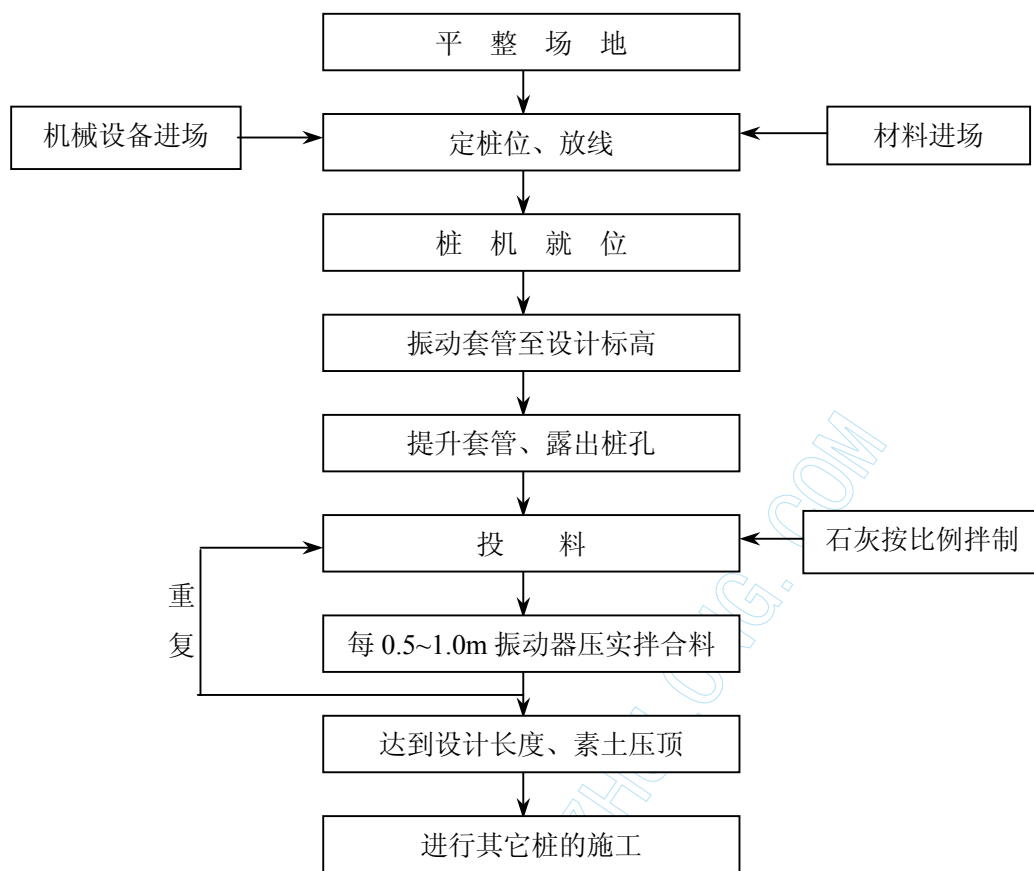 平 整 场 地
机械设备进场
定桩位、放线
材料进场
桩 机 就 位
振动套管至设计标高
提升套管、露出桩孔
投 料
石灰按比例拌制
重
复
每 0.5~1.0m 振动器压实拌合料
达到设计长度、素土压顶
进行其它桩的施工